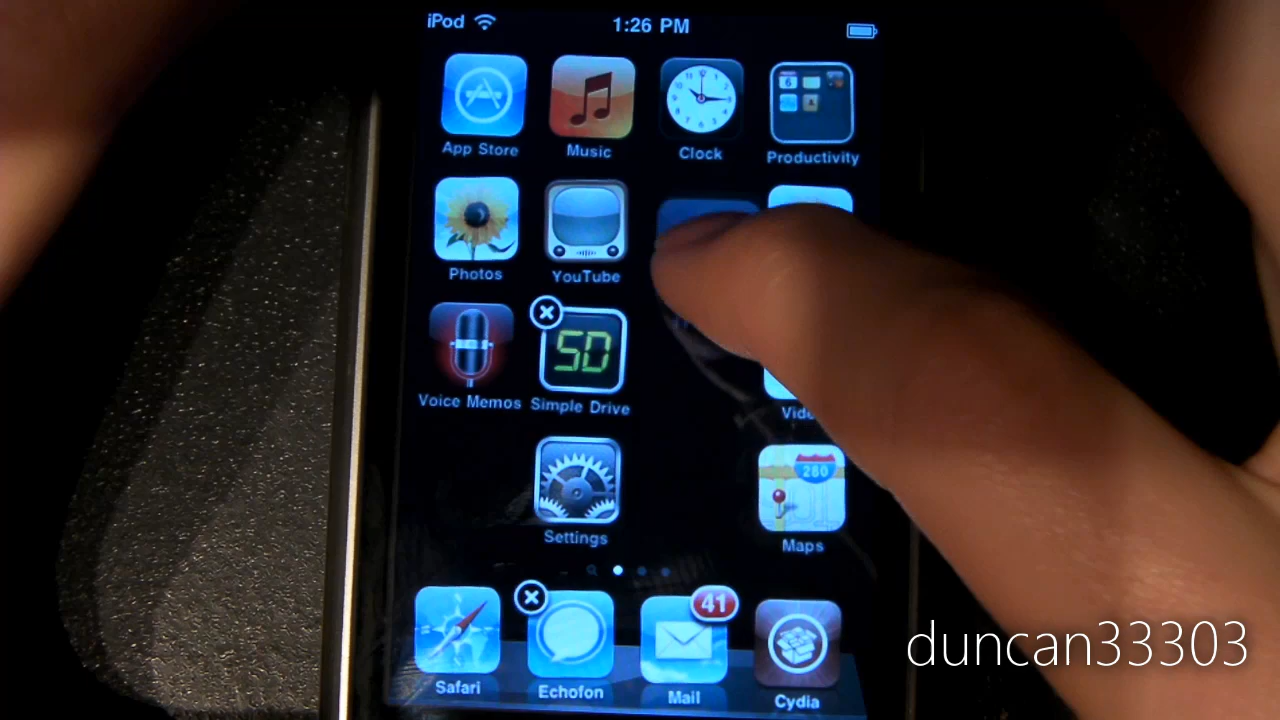 iPod 1:26 PM
App Store Music Clock Productivity
6
Photos YouTube
SD
Voice Memos Simple Drive
280
Settings Maps
41
Safari Echofon Mail Cydia
duncan33303